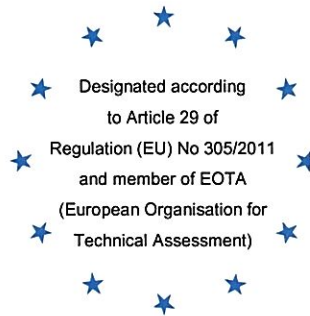 Designated according
to Article 29 of
Regulation (EU) No 305/2011
and member of EOTA
(European Organisation for
Technical Assessment)